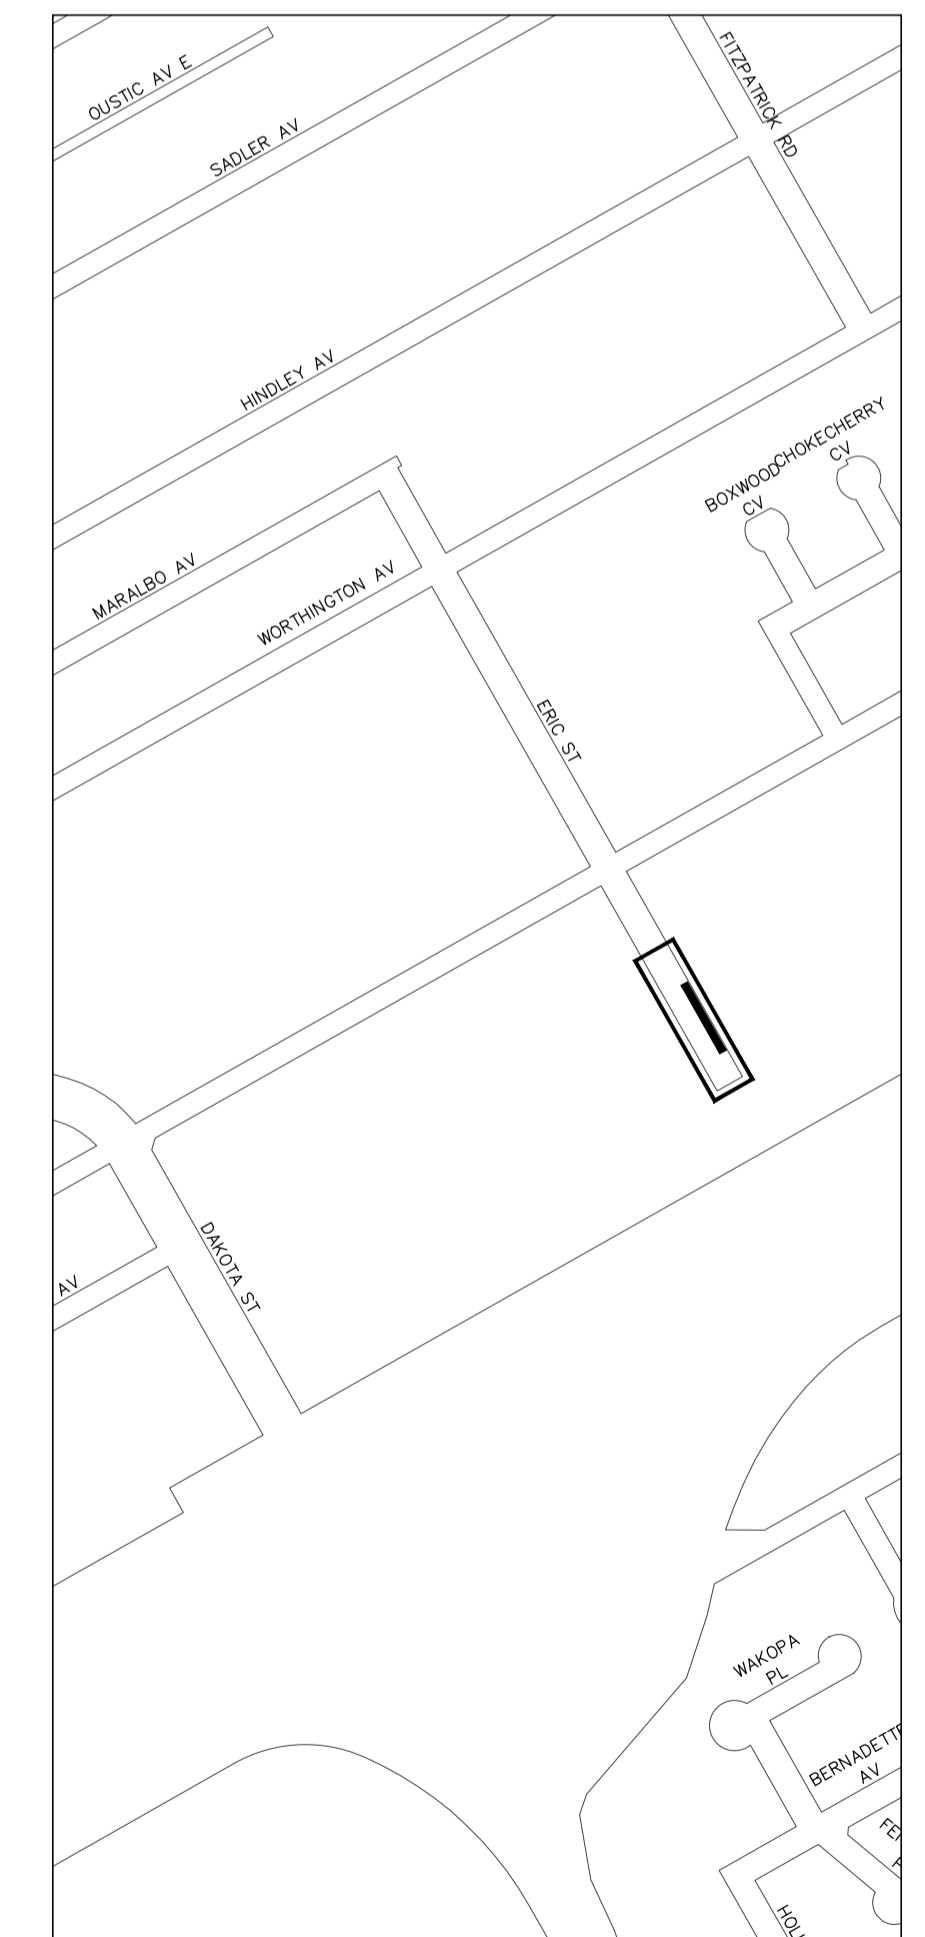 OUSTIC AV E
SADLER AV
FITZPATRICK RD
HINDLEY AV
CHOKECHERRY
CV
BOXWOOD
CV
MARALBO AV
WORTHINGTON AV
ERIC ST
DAKOTA ST
AV
WAKOPA
PL
BERNADETTE
AV